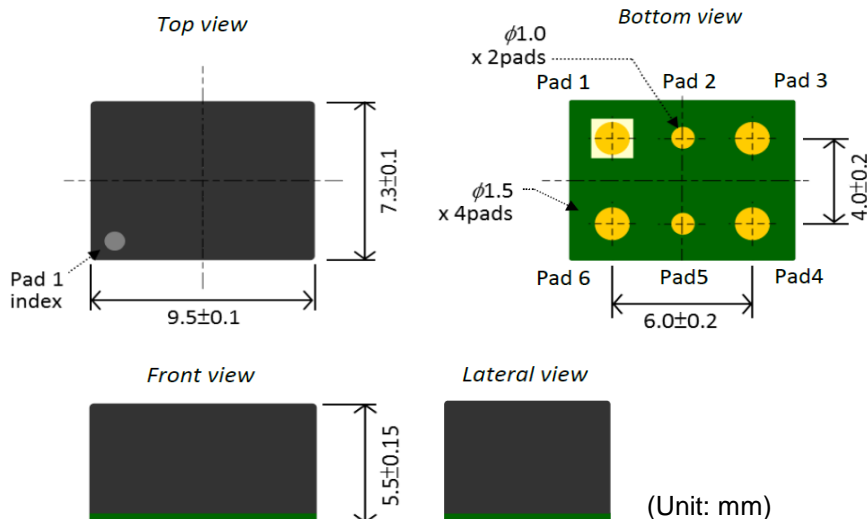 Top view
Bottom view
ϕ1.0
x 2pads
Pad 1
Pad 2
Pad 3
7.3±0.1
4.0±0.2
ϕ1.5
x 4pads
Pad 1
index
Pad 6
Pad5
Pad4
9.5±0.1
6.0±0.2
Front view
Lateral view
5.5±0.15
(Unit: mm)